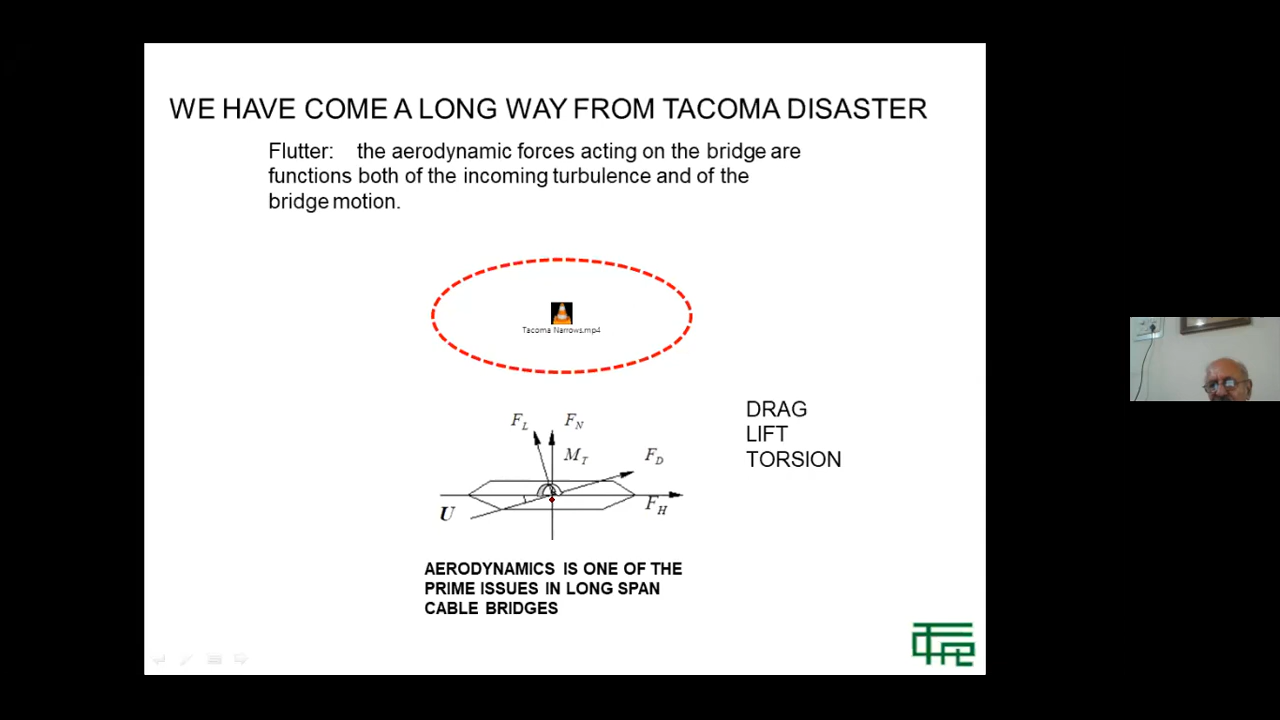 WE HAVE COME A LONG WAY FROM TACOMA DISASTER
Flutter: the aerodynamic forces acting on the bridge are
functions both of the incoming turbulence and of the
bridge motion.
Tacoma Narrows.mp4
F_L F_N
M_T F_D
F_H
U
DRAG
LIFT
TORSION
AERODYNAMICS IS ONE OF THE
PRIME ISSUES IN LONG SPAN
CABLE BRIDGES